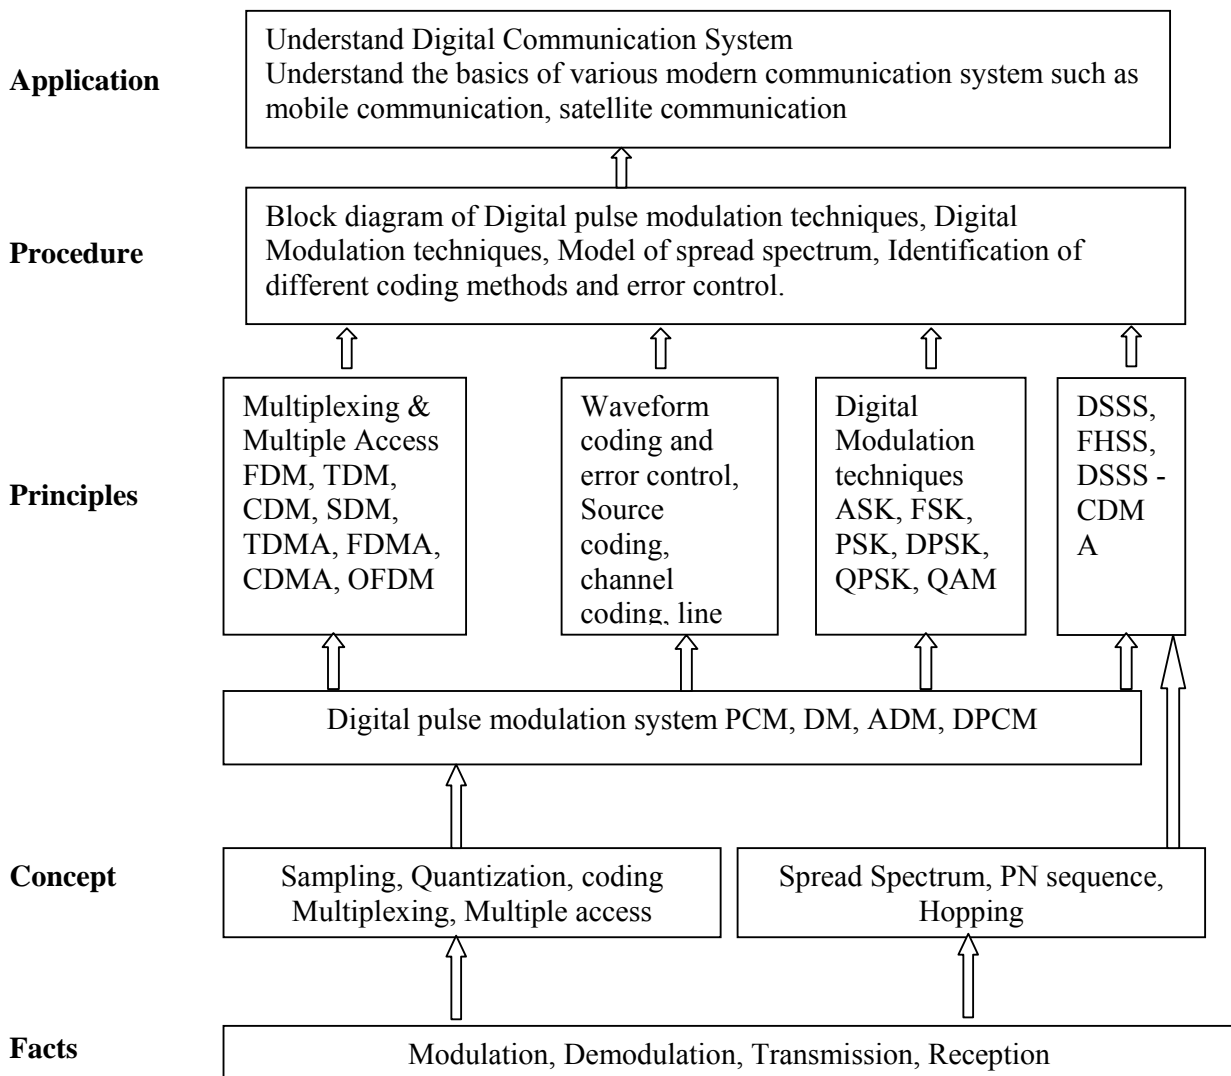 Application
Understand Digital Communication System
Understand the basics of various modern communication system such as
mobile communication, satellite communication
Procedure
Block diagram of Digital pulse modulation techniques, Digital
Modulation techniques, Model of spread spectrum, Identification of
different coding methods and error control.
Principles
Multiplexing &
Multiple Access
FDM, TDM,
CDM, SDM,
TDMA, FDMA,
CDMA, OFDM
Waveform
coding and
error control,
Source
coding,
channel
coding, line
Digital
Modulation
techniques
ASK, FSK,
PSK, DPSK,
QPSK, QAM
DSSS,
FHSS,
DSSS -
CDM
A
Digital pulse modulation system PCM, DM, ADM, DPCM
Concept
Sampling, Quantization, coding
Multiplexing, Multiple access
Spread Spectrum, PN sequence,
Hopping
Facts
Modulation, Demodulation, Transmission, Reception